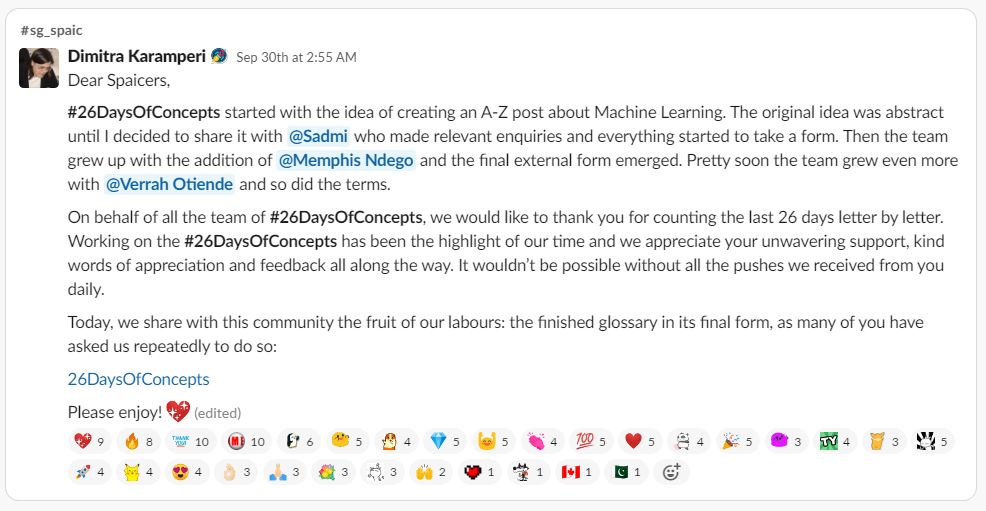 #sg_spaic
Dimitra Karamperi Sep 30th at 2:55 AM
Dear Spaicers,
#26DaysOfConcepts started with the idea of creating an A-Z post about Machine Learning. The original idea was abstract
until I decided to share it with @Sadmi who made relevant enquiries and everything started to take a form. Then the team
grew up with the addition of @Memphis Ndego and the final external form emerged. Pretty soon the team grew even more
with @Verrah Otiende and so did the terms.
On behalf of all the team of #26DaysOfConcepts, we would like to thank you for counting the last 26 days letter by letter.
Working on the #26DaysOfConcepts has been the highlight of our time and we appreciate your unwavering support, kind
words of appreciation and feedback all along the way. It wouldn’t be possible without all the pushes we received from you
daily.
Today, we share with this community the fruit of our labours: the finished glossary in its final form, as many of you have
asked us repeatedly to do so:
26DaysOfConcepts
Please enjoy! 💖 (edited)
9 8 THANK YOU! 10 M 10 6 5 4 5 5 4 100 5 5 4 5 3 TY 4 3 5
4 4 4 3 3 3 3 2 1 1 1 1